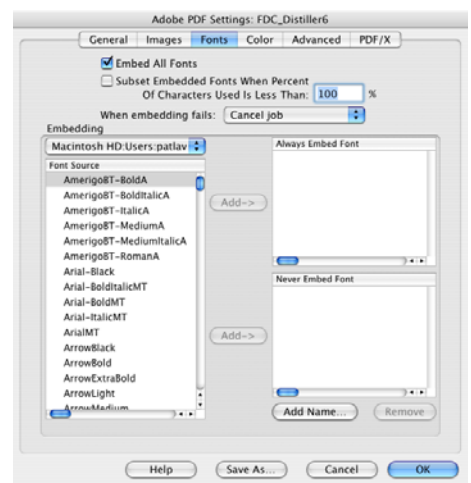 Adobe PDF Settings: FDC_Distiller6
General Images Fonts Color Advanced PDF/X
Embed All Fonts
Subset Embedded Fonts When Percent
Of Characters Used Is Less Than: 100 %
When embedding fails: Cancel job
Embedding
Macintosh HD:Users:patlav
Always Embed Font
Font Source
AmerigoBT-BoldA
AmerigoBT-BoldItalicA
AmerigoBT-ItalicA
AmerigoBT-MediumA
AmerigoBT-MediumItalicA
AmerigoBT-RomanA
Arial-Black
Arial-BoldItalicMT
Arial-BoldMT
Arial-ItalicMT
ArialMT
ArrowBlack
ArrowBold
ArrowExtraBold
ArrowLight
ArrowMedium
Add->
Never Embed Font
Add->
Add Name... Remove
Help Save As... Cancel OK